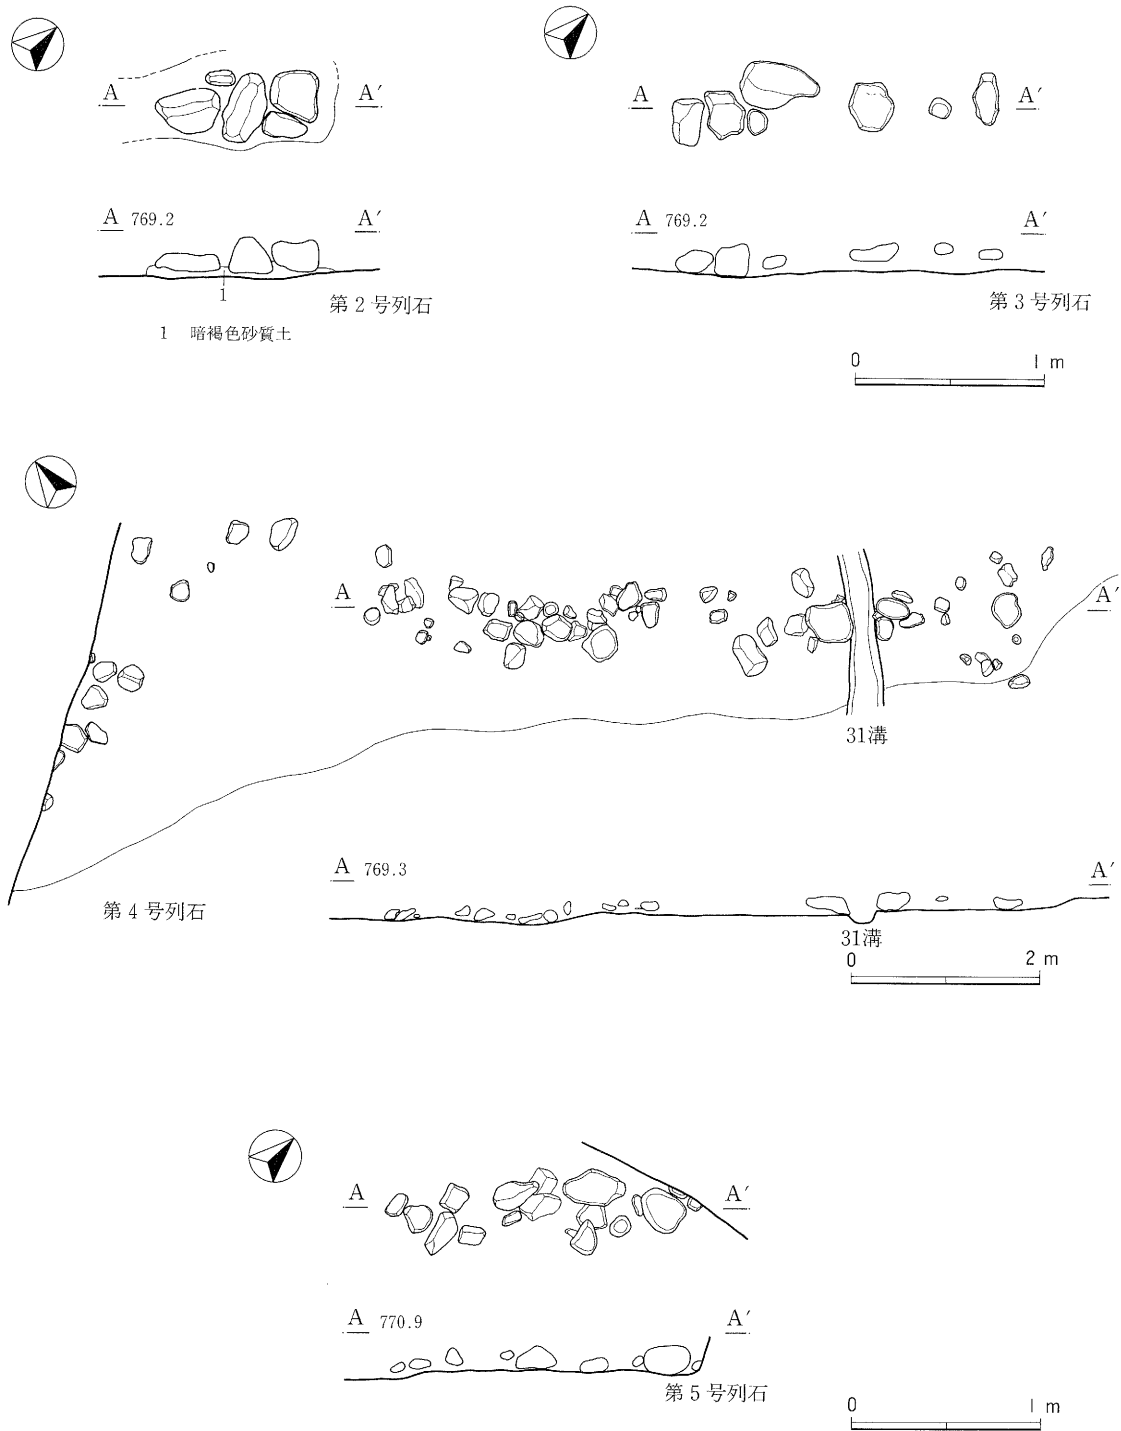 A A′
A 769.2 A′
1
第2号列石
1 暗褐色砂質土
A A′
A 769.2 A′
第3号列石
0 1 m
A A′
31溝
A 769.3 A′
第4号列石
31溝
0 2 m
A A′
A 770.9 A′
第5号列石
0 1 m